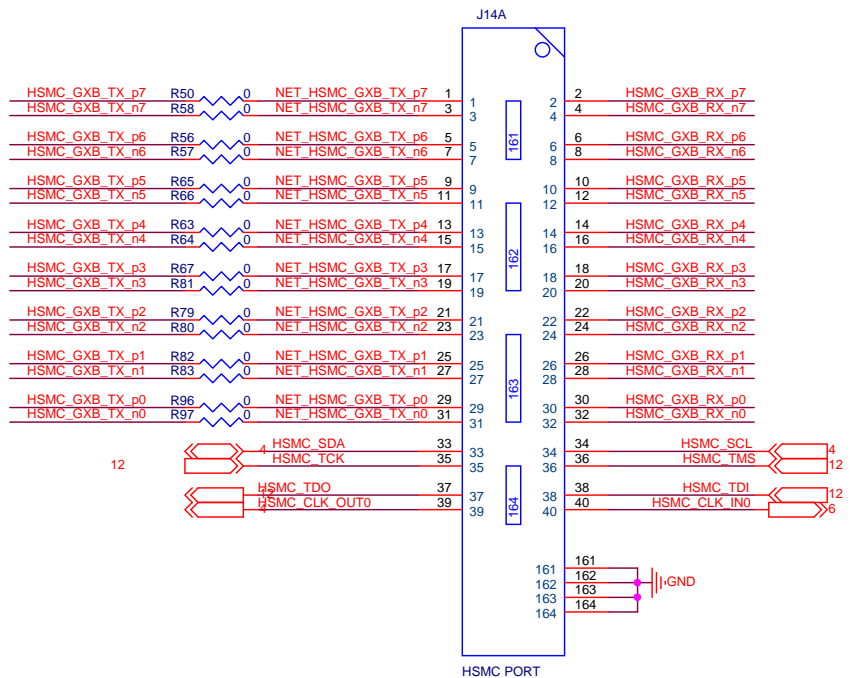 J14A
HSMC_GXB_TX_p7 R50 0 NET_HSMC_GXB_TX_p7 1 1 2 2 HSMC_GXB_RX_p7
HSMC_GXB_TX_n7 R58 0 NET_HSMC_GXB_TX_n7 3 3 4 4 HSMC_GXB_RX_n7
161
HSMC_GXB_TX_p6 R56 0 NET_HSMC_GXB_TX_p6 5 5 6 6 HSMC_GXB_RX_p6
HSMC_GXB_TX_n6 R57 0 NET_HSMC_GXB_TX_n6 7 7 8 8 HSMC_GXB_RX_n6
HSMC_GXB_TX_p5 R65 0 NET_HSMC_GXB_TX_p5 9 9 10 10 HSMC_GXB_RX_p5
HSMC_GXB_TX_n5 R66 0 NET_HSMC_GXB_TX_n5 11 11 12 12 HSMC_GXB_RX_n5
HSMC_GXB_TX_p4 R63 0 NET_HSMC_GXB_TX_p4 13 13 14 14 HSMC_GXB_RX_p4
HSMC_GXB_TX_n4 R64 0 NET_HSMC_GXB_TX_n4 15 15 16 16 HSMC_GXB_RX_n4
162
HSMC_GXB_TX_p3 R67 0 NET_HSMC_GXB_TX_p3 17 17 18 18 HSMC_GXB_RX_p3
HSMC_GXB_TX_n3 R81 0 NET_HSMC_GXB_TX_n3 19 19 20 20 HSMC_GXB_RX_n3
HSMC_GXB_TX_p2 R79 0 NET_HSMC_GXB_TX_p2 21 21 22 22 HSMC_GXB_RX_p2
HSMC_GXB_TX_n2 R80 0 NET_HSMC_GXB_TX_n2 23 23 24 24 HSMC_GXB_RX_n2
HSMC_GXB_TX_p1 R82 0 NET_HSMC_GXB_TX_p1 25 25 26 26 HSMC_GXB_RX_p1
HSMC_GXB_TX_n1 R83 0 NET_HSMC_GXB_TX_n1 27 27 28 28 HSMC_GXB_RX_n1
163
HSMC_GXB_TX_p0 R96 0 NET_HSMC_GXB_TX_p0 29 29 30 30 HSMC_GXB_RX_p0
HSMC_GXB_TX_n0 R97 0 NET_HSMC_GXB_TX_n0 31 31 32 32 HSMC_GXB_RX_n0
4 HSMC_SDA 33 33 34 34 HSMC_SCL 4
12 HSMC_TCK 35 35 36 36 HSMC_TMS 12
12 HSMC_TDO 37 37 38 38 HSMC_TDI 12
4 HSMC_CLK_OUT0 39 39 40 40 HSMC_CLK_IN0 6
164
161 161
162 162 GND
163 163
164 164
HSMC PORT